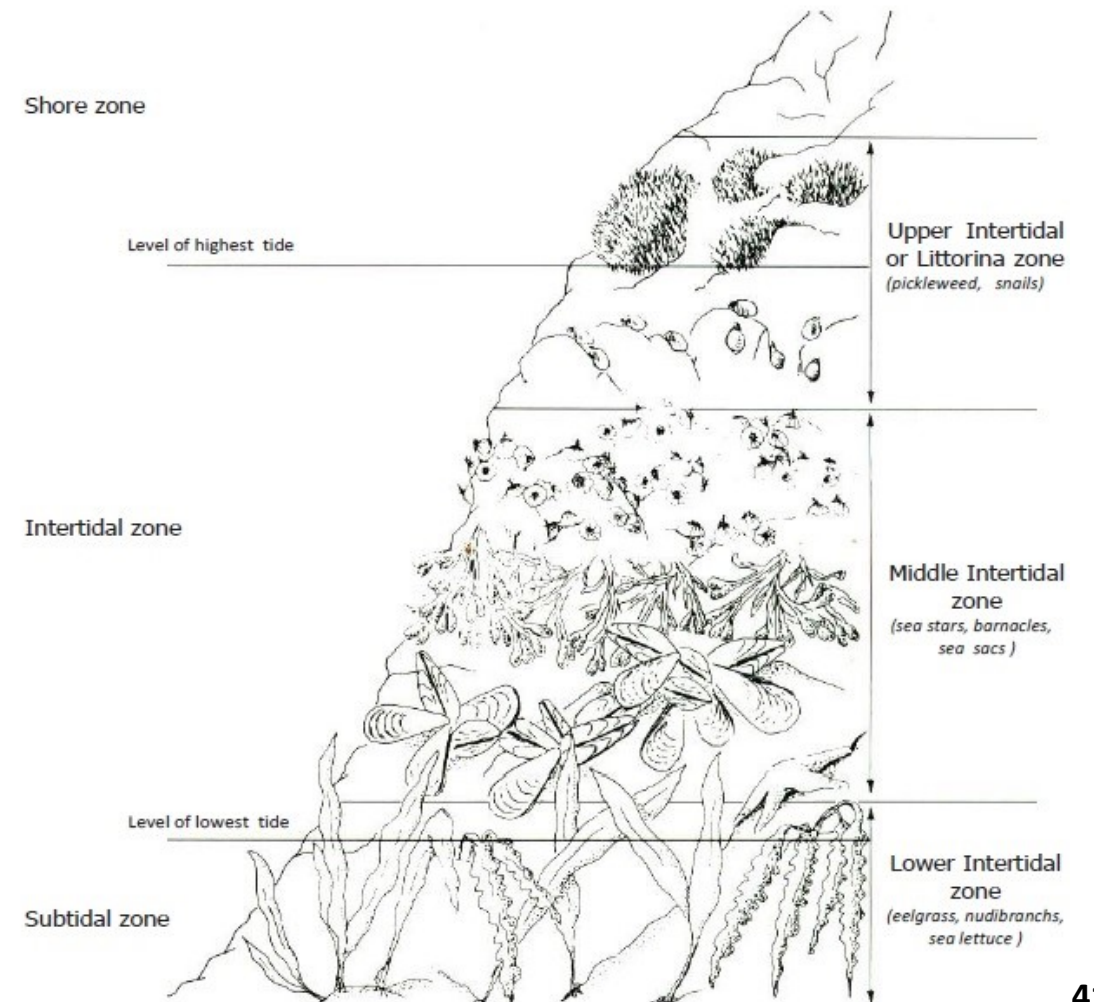 Shore zone
Level of highest tide
Upper Intertidal
or Littorina zone
(pickleweed, snails)
Intertidal zone
Middle Intertidal
zone
(sea stars, barnacles,
sea sacs )
Level of lowest tide
Lower Intertidal
zone
(eelgrass, nudibranchs,
sea lettuce )
Subtidal zone